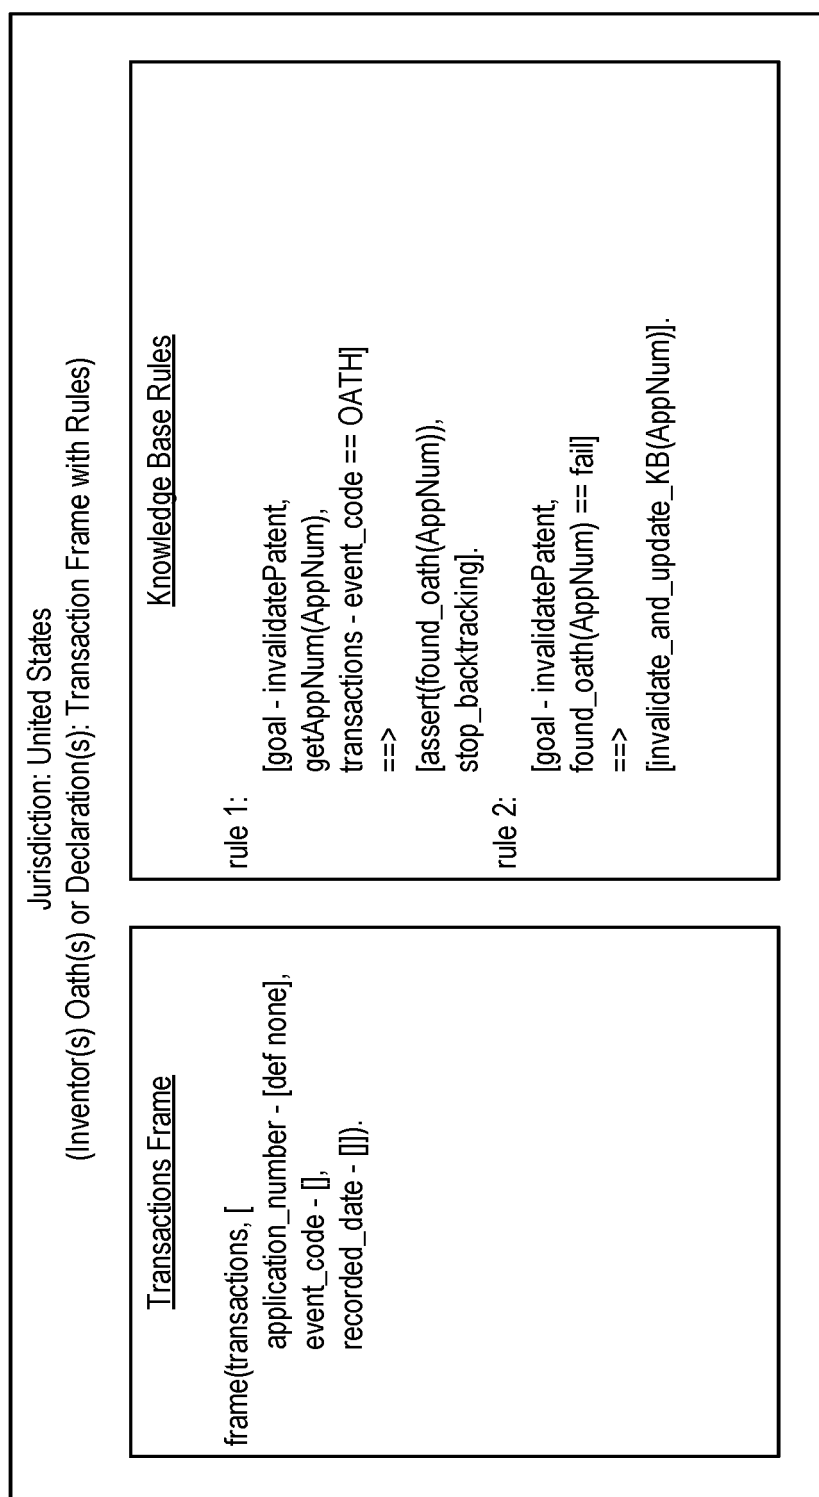 Jurisdiction: United States
(Inventor(s) Oath(s) or Declaration(s): Transaction Frame with Rules)
Transactions Frame
frame(transactions, [
application_number - [def none],
event_code - [],
recorded_date - []]).
Knowledge Base Rules
rule 1:
[goal - invalidatePatent,
getAppNum(AppNum),
transactions - event_code == OATH]
==>
[assert(found_oath(AppNum)),
stop_backtracking].
rule 2:
[goal - invalidatePatent,
found_oath(AppNum) == fail]
==>
[invalidate_and_update_KB(AppNum)].